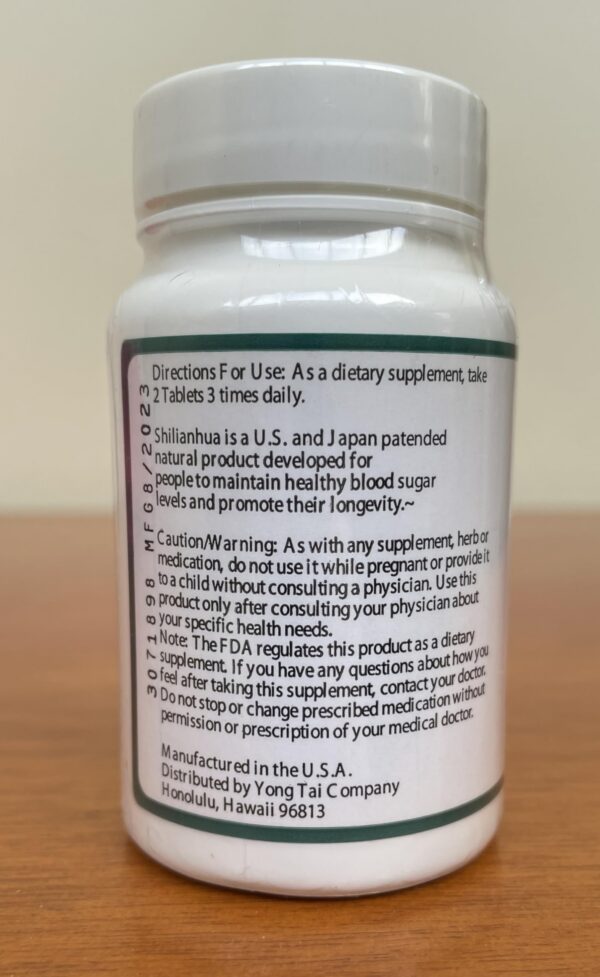 Directions For Use: As a dietary supplement, take
2 Tablets 3 times daily.
Shilianhua is a U.S. and Japan patented
natural product developed for
people to maintain healthy blood sugar
levels and promote their longevity.~
Caution/Warning: As with any supplement, herb or
medication, do not use it while pregnant or provide it
to a child without consulting a physician. Use this
product only after consulting your physician about
your specific health needs.
Note: The FDA regulates this product as a dietary
supplement. If you have any questions about how you
feel after taking this supplement, contact your doctor.
Do not stop or change prescribed medication without
permission or prescription of your medical doctor.
Manufactured in the U.S.A.
Distributed by Yong Tai Company
Honolulu, Hawaii 96813
3071898 MFG8/2023